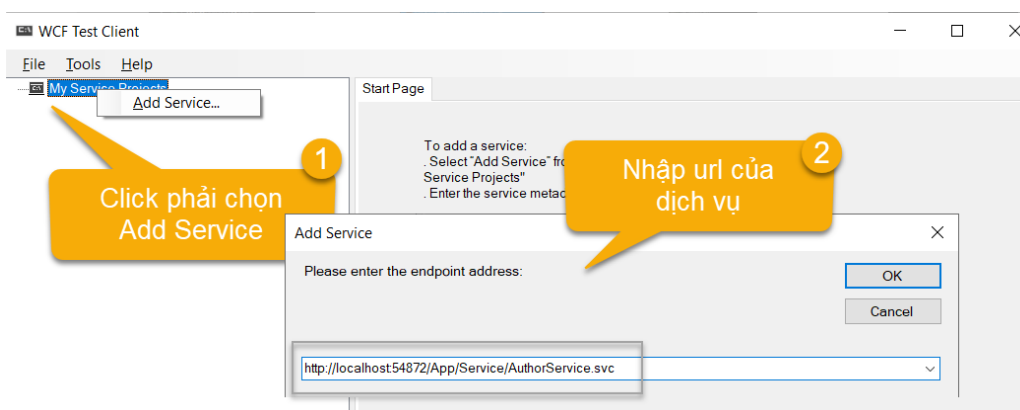 WCF Test Client
File Tools Help
My Service Projects
Add Service...
Start Page
To add a service:
. Select "Add Service" fr
Service Projects"
. Enter the service metad
1
Click phải chọn
Add Service
2
Nhập url của
dịch vụ
Add Service
Please enter the endpoint address:
OK
Cancel
http://localhost:54872/App/Service/AuthorService.svc